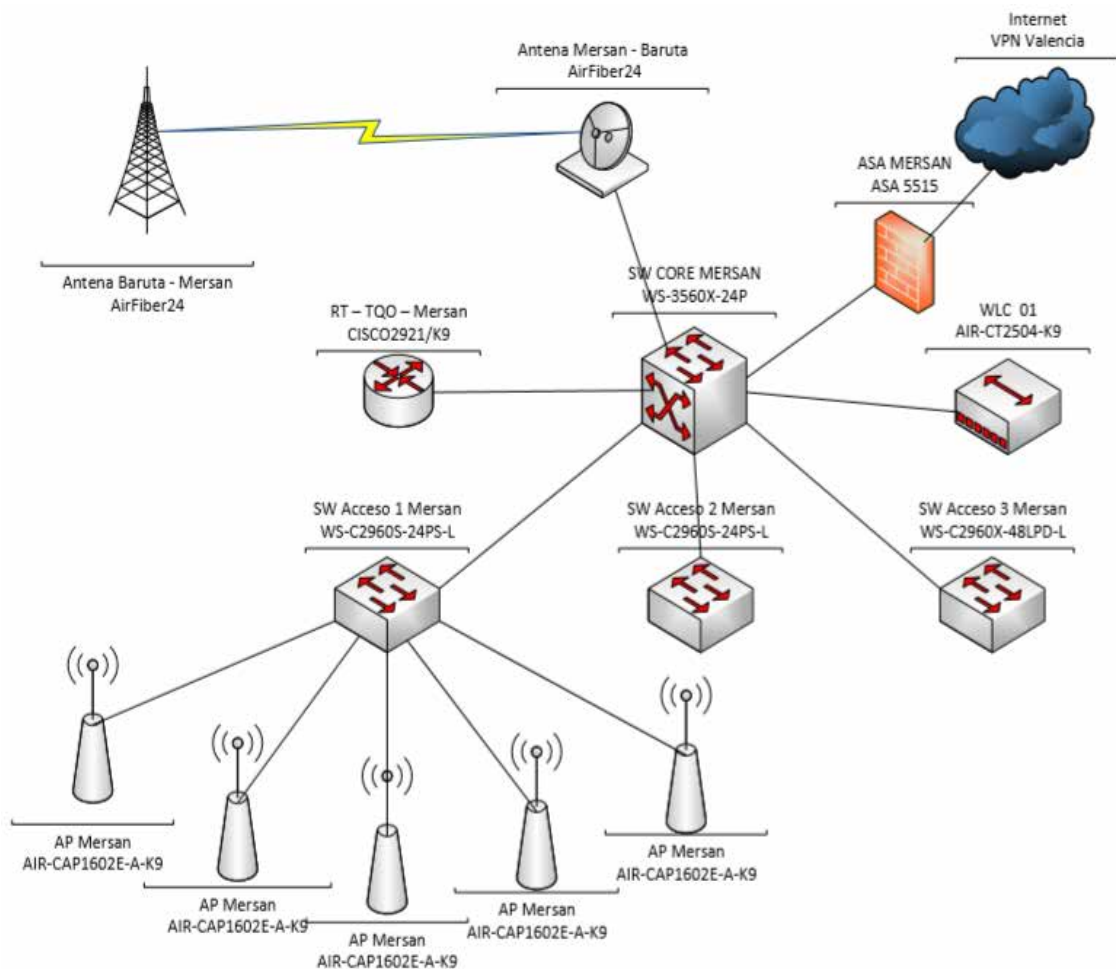 Internet
VPN Valencia
Antena Mersan - Baruta
AirFiber24
ASA MERSAN
ASA 5515
Antena Baruta - Mersan
AirFiber24
SW CORE MERSAN
WS-3560X-24P
RT – TQO – Mersan
CISCO2921/K9
WLC 01
AIR-CT2504-K9
SW Acceso 1 Mersan
WS-C2960S-24PS-L
SW Acceso 2 Mersan
WS-C2960S-24PS-L
SW Acceso 3 Mersan
WS-C2960X-48LPD-L
AP Mersan
AIR-CAP1602E-A-K9
AP Mersan
AIR-CAP1602E-A-K9
AP Mersan
AIR-CAP1602E-A-K9
AP Mersan
AIR-CAP1602E-A-K9
AP Mersan
AIR-CAP1602E-A-K9